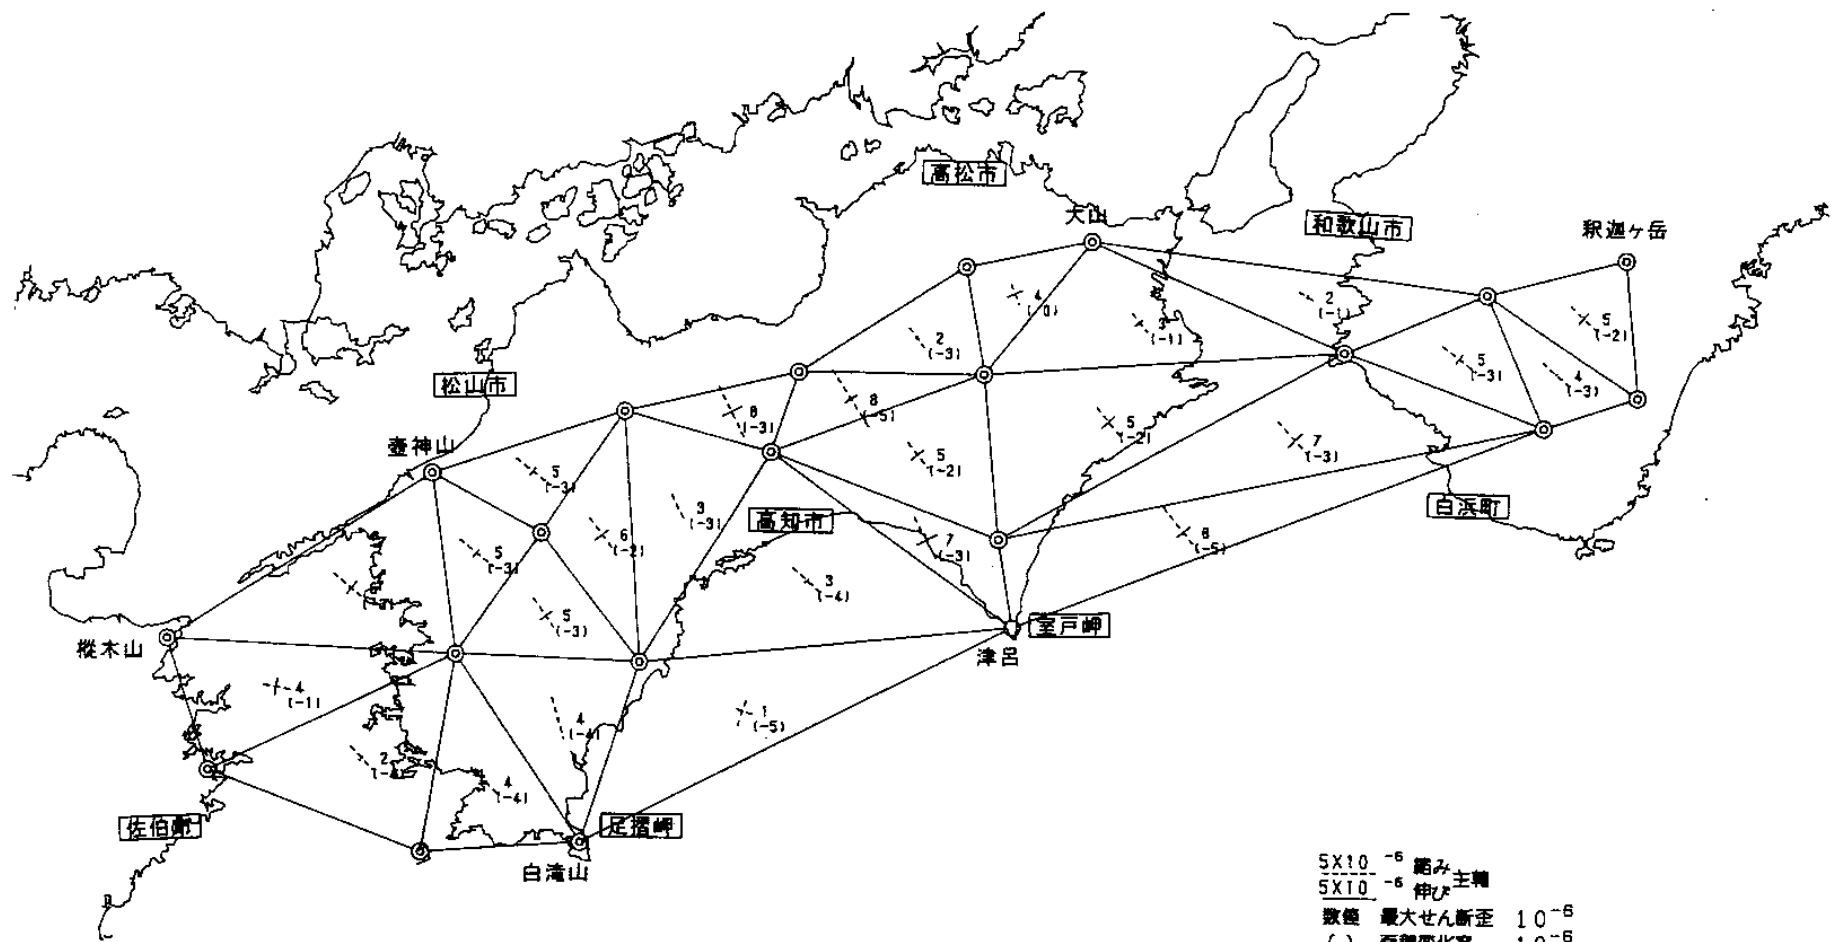 高松市
大山
和歌山市
釈迦ヶ岳
4
(0)
2
(-1)
3
(-1)
5
(-2)
2
(-3)
5
(-3)
4
(-3)
松山市
8
(-3)
8
(-5)
5
(-2)
7
(-3)
壺神山
5
(-3)
5
(-2)
白浜町
3
(-3)
高知市
6
(-2)
7
(-3)
6
(-5)
5
(-3)
3
(-4)
5
(-3)
樅木山
室戸岬
津呂
4
(-1)
4
(-4)
1
(-5)
2
4
(-4)
佐伯市
足摺岬
白滝山
5X10 -6 縮み
主軸
5X10 -6 伸び
数値 最大せん断歪 10-6